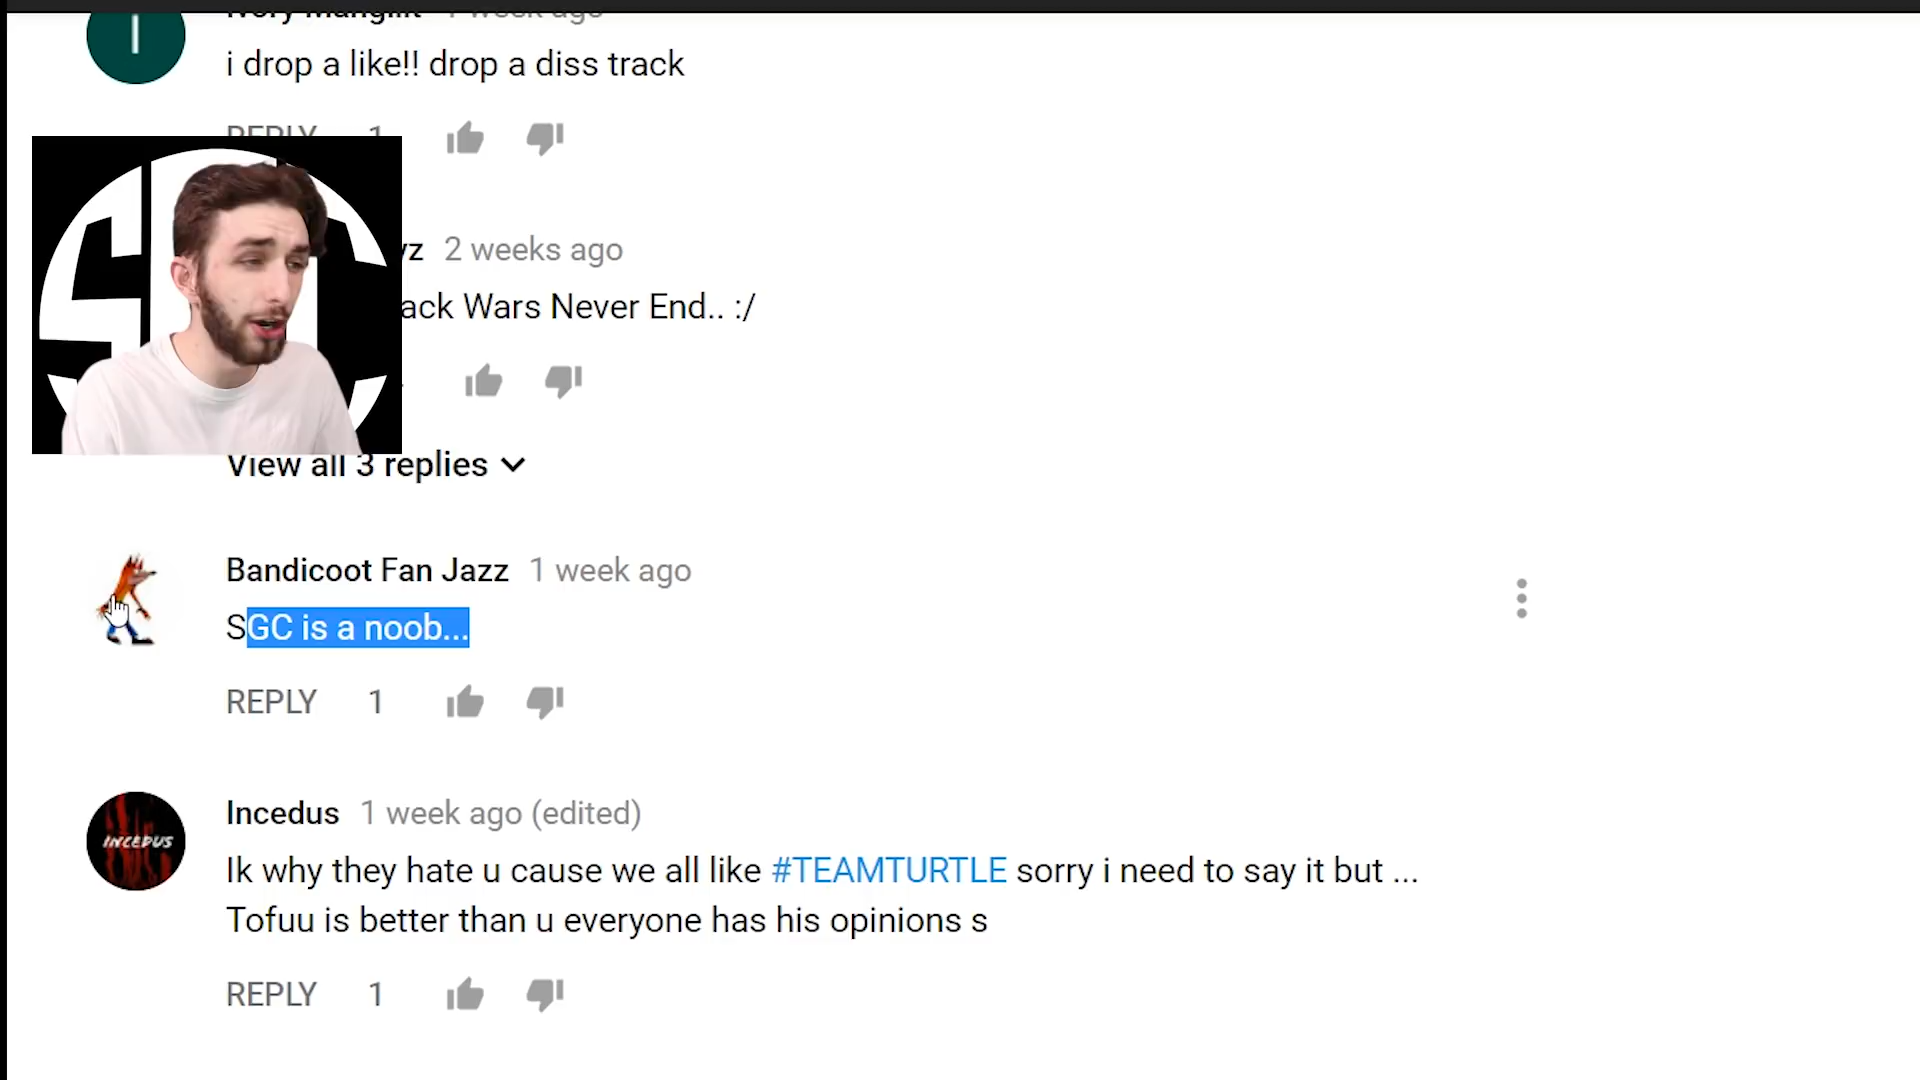 i drop a like!! drop a diss track
2 weeks ago
Wars Never End.. :/
View all 3 replies
Bandicoot Fan Jazz 1 week ago
SGC is a noob...
REPLY 1
Incedus 1 week ago (edited)
INCEDUS
Ik why they hate u cause we all like #TEAMTURTLE sorry i need to say it but ...
Tofuu is better than u everyone has his opinions s
REPLY 1